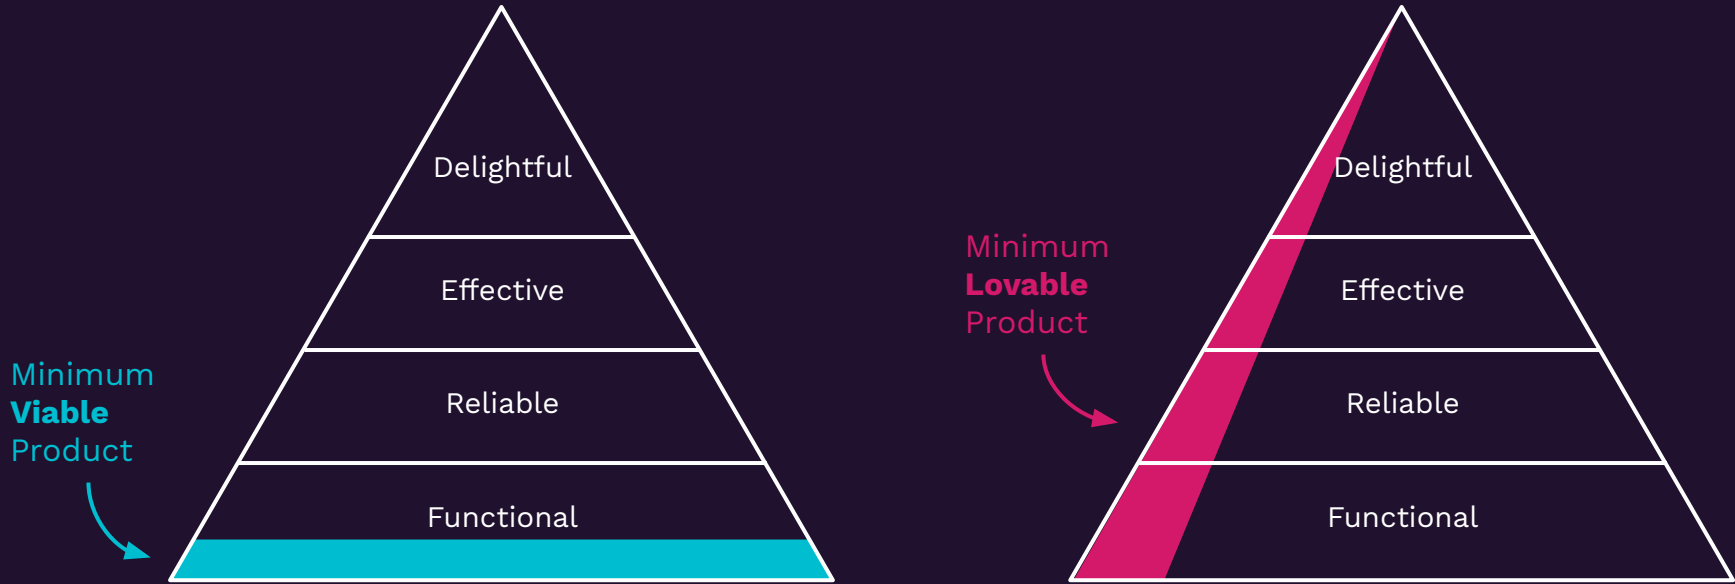 Delightful
Effective
Reliable
Functional
Minimum
Viable
Product
Delightful
Effective
Reliable
Functional
Minimum
Lovable
Product